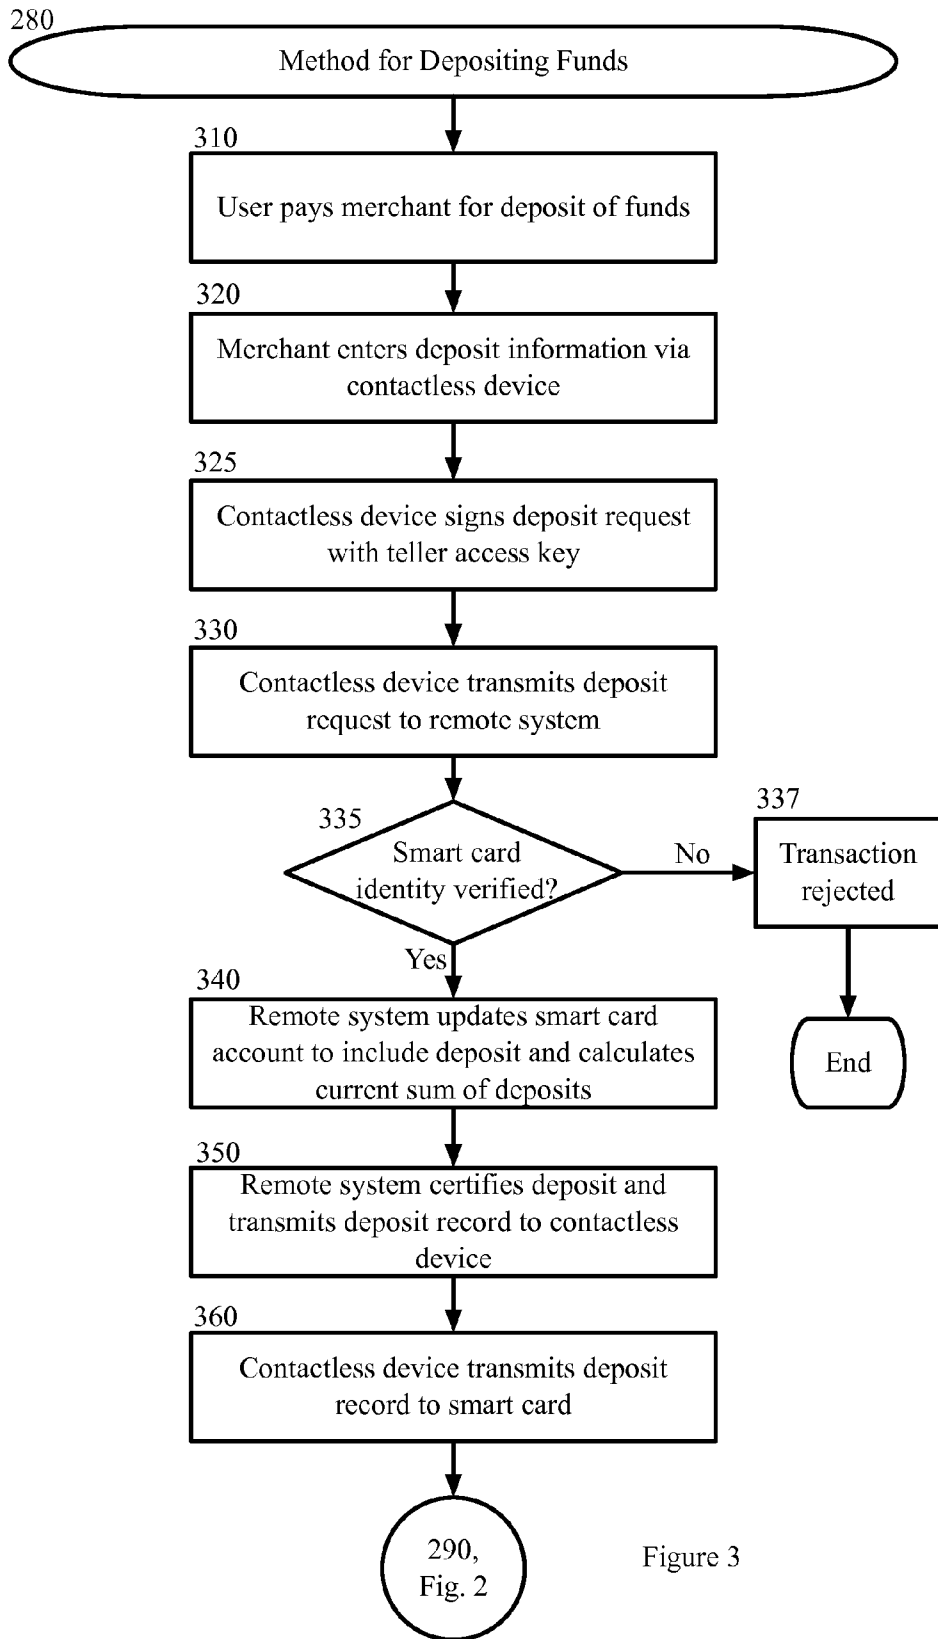 280
Method for Depositing Funds
310
User pays merchant for deposit of funds
320
Merchant enters deposit information via
contactless device
325
Contactless device signs deposit request
with teller access key
330
Contactless device transmits deposit
request to remote system
335
Smart card
identity verified?
No
337
Transaction
rejected
Yes
End
340
Remote system updates smart card
account to include deposit and calculates
current sum of deposits
350
Remote system certifies deposit and
transmits deposit record to contactless
device
360
Contactless device transmits deposit
record to smart card
290,
Fig. 2
Figure 3